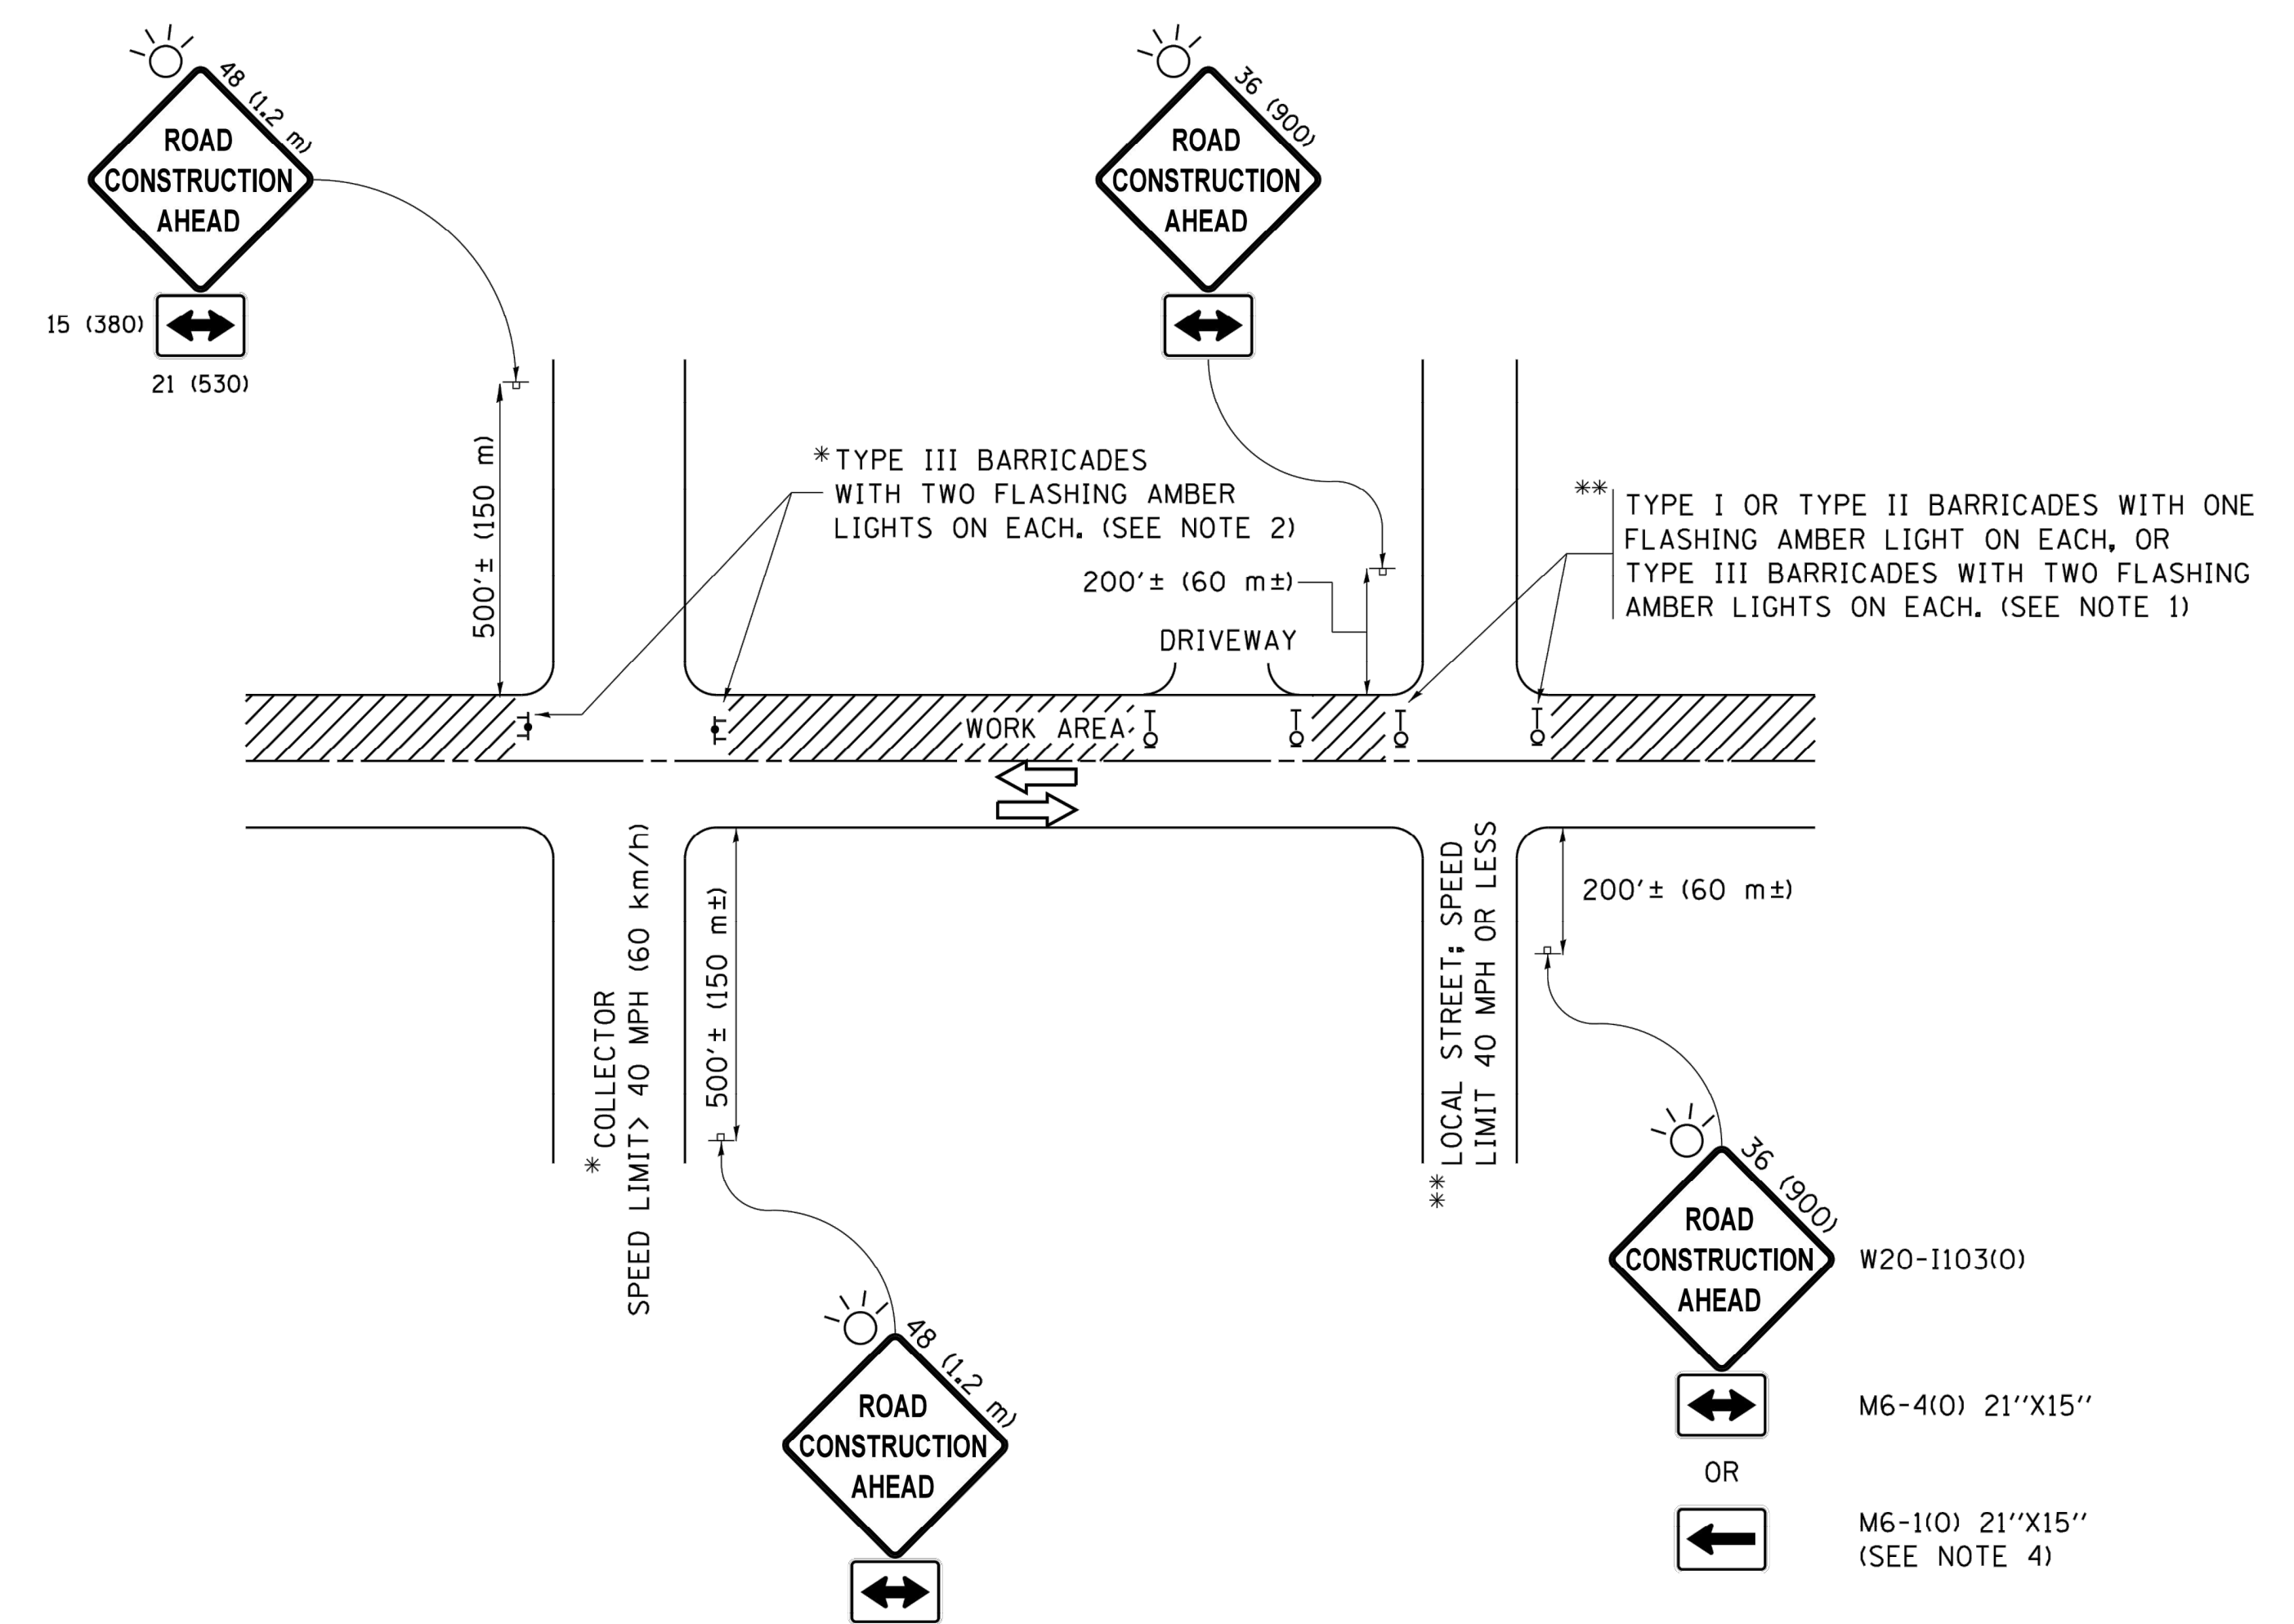 48 (1.2 m)
ROAD
CONSTRUCTION
AHEAD
15 (380)
21 (530)
36 (900)
ROAD
CONSTRUCTION
AHEAD
500'± (150 m)
*TYPE III BARRICADES
WITH TWO FLASHING AMBER
LIGHTS ON EACH. (SEE NOTE 2)
200'± (60 m±)
DRIVEWAY
** TYPE I OR TYPE II BARRICADES WITH ONE
FLASHING AMBER LIGHT ON EACH, OR
TYPE III BARRICADES WITH TWO FLASHING
AMBER LIGHTS ON EACH. (SEE NOTE 1)
WORK AREA
* COLLECTOR
SPEED LIMIT> 40 MPH (60 km/h)
500'± (150 m±)
** LOCAL STREET; SPEED
LIMIT 40 MPH OR LESS
200'± (60 m±)
48 (1.2 m)
ROAD
CONSTRUCTION
AHEAD
36 (900)
ROAD
CONSTRUCTION
AHEAD
W20-I103(0)
M6-4(0) 21''X15''
OR
M6-1(0) 21''X15''
(SEE NOTE 4)